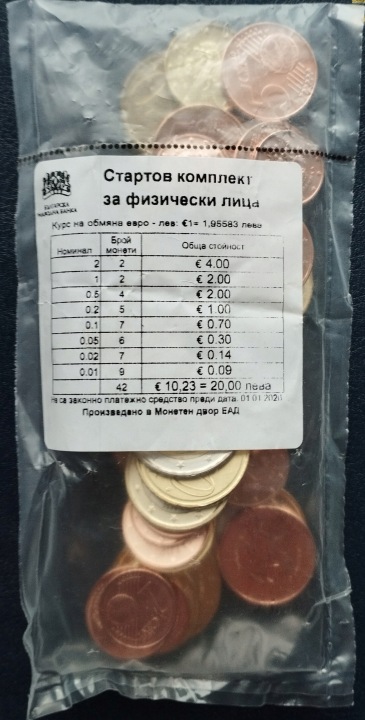 БЪЛГАРСКА
НАРОДНА БАНКА
Стартов комплект
за физически лица
Курс на обмяна евро - лев: €1= 1,95583 лева
Номинал Брой монети Обща стойност
2 2 € 4.00
1 2 € 2.00
0.5 4 € 2.00
0.2 5 € 1.00
0.1 7 € 0.70
0.05 6 € 0.30
0.02 7 € 0.14
0.01 9 € 0.09
42 € 10,23 = 20,00 лева
са законно платежно средство преди дата: 01.01.2026
Произведено в Монетен двор ЕАД